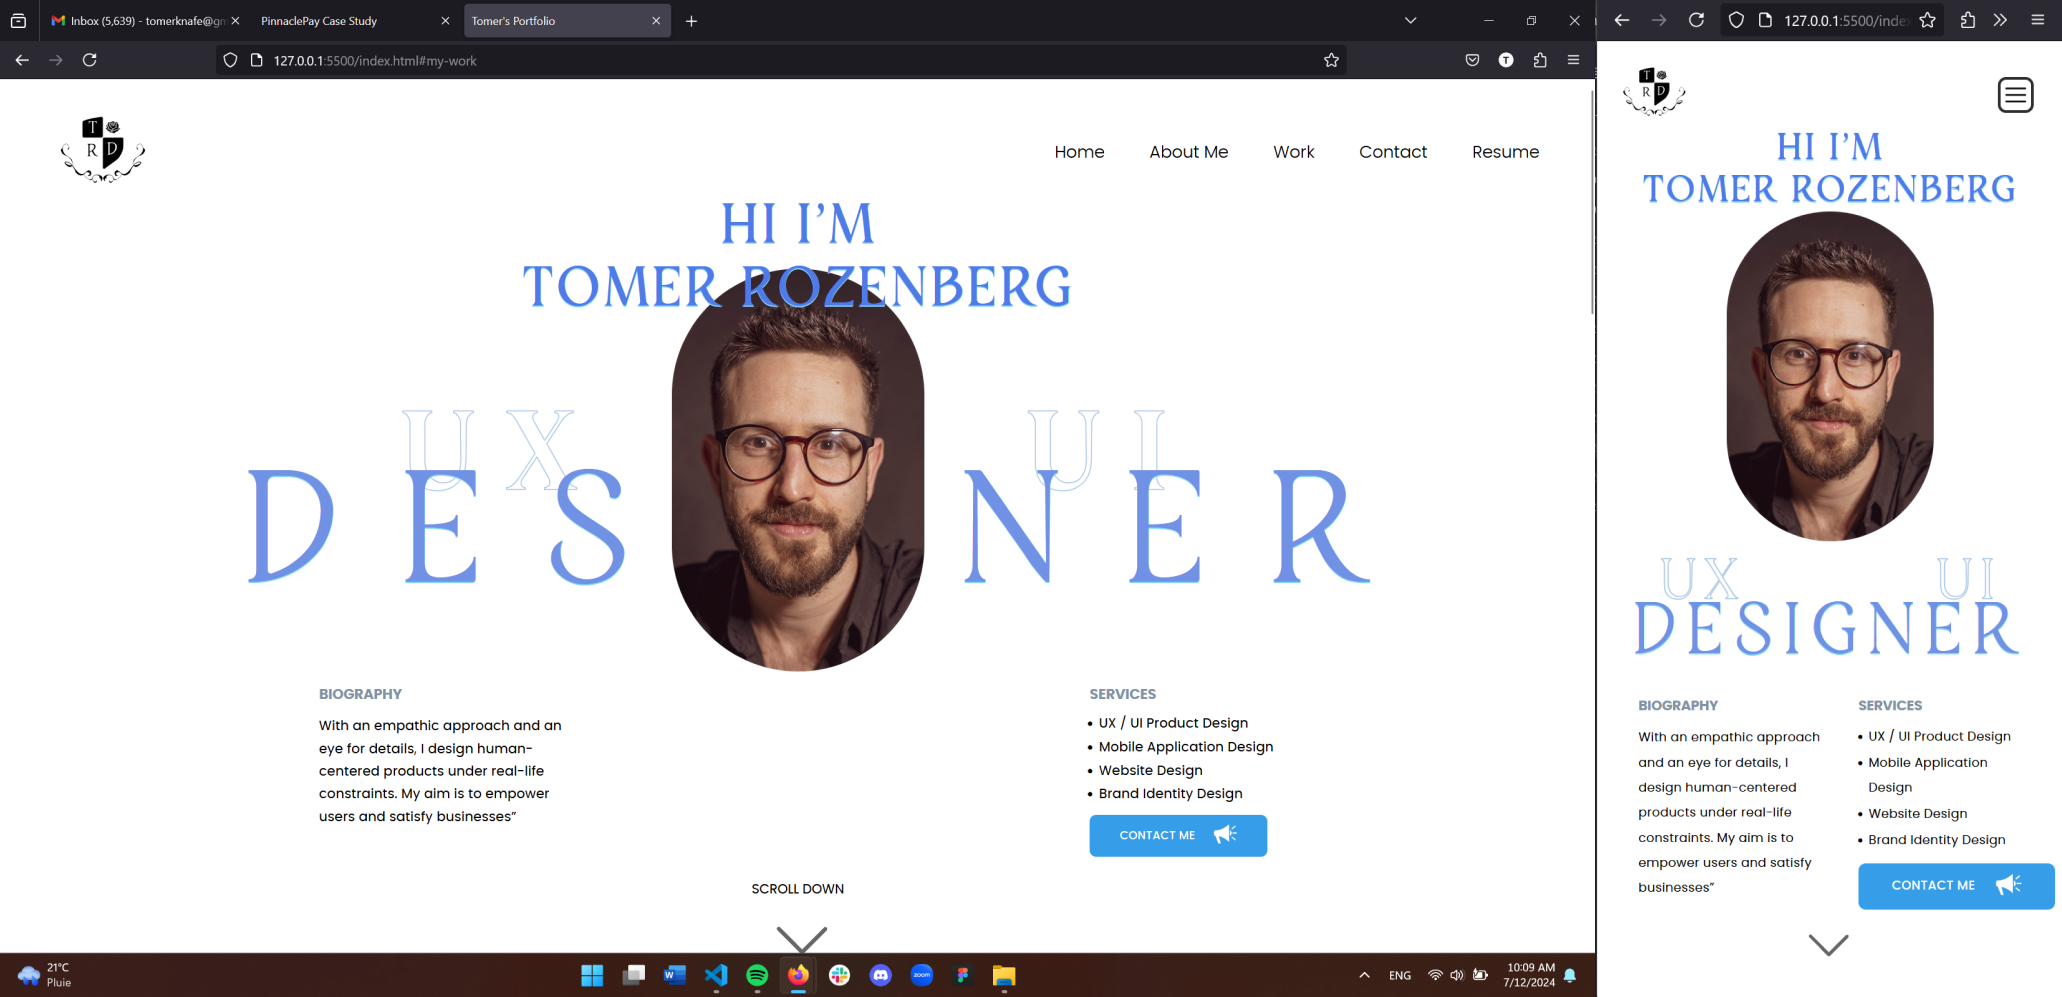 Inbox (5,639) - tomerknafe@gm
PinnaclePay Case Study
Tomer's Portfolio
127.0.0.1:5500/index.html#my-work
T
R D
Home
About Me
Work
Contact
Resume
HI I’M
TOMER ROZENBERG
UX UI
DES NER
BIOGRAPHY
With an empathic approach and an
eye for details, I design human-
centered products under real-life
constraints. My aim is to empower
users and satisfy businesses”
SERVICES
• UX / UI Product Design
• Mobile Application Design
• Website Design
• Brand Identity Design
CONTACT ME
SCROLL DOWN
21°C
Pluie
W
zoom
ENG
10:09 AM
7/12/2024
127.0.0.1:5500/inde
T
R D
HI I’M
TOMER ROZENBERG
UX UI
DESIGNER
BIOGRAPHY
With an empathic approach
and an eye for details, I
design human-centered
products under real-life
constraints. My aim is to
empower users and satisfy
businesses”
SERVICES
• UX / UI Product Design
• Mobile Application
Design
• Website Design
• Brand Identity Design
CONTACT ME